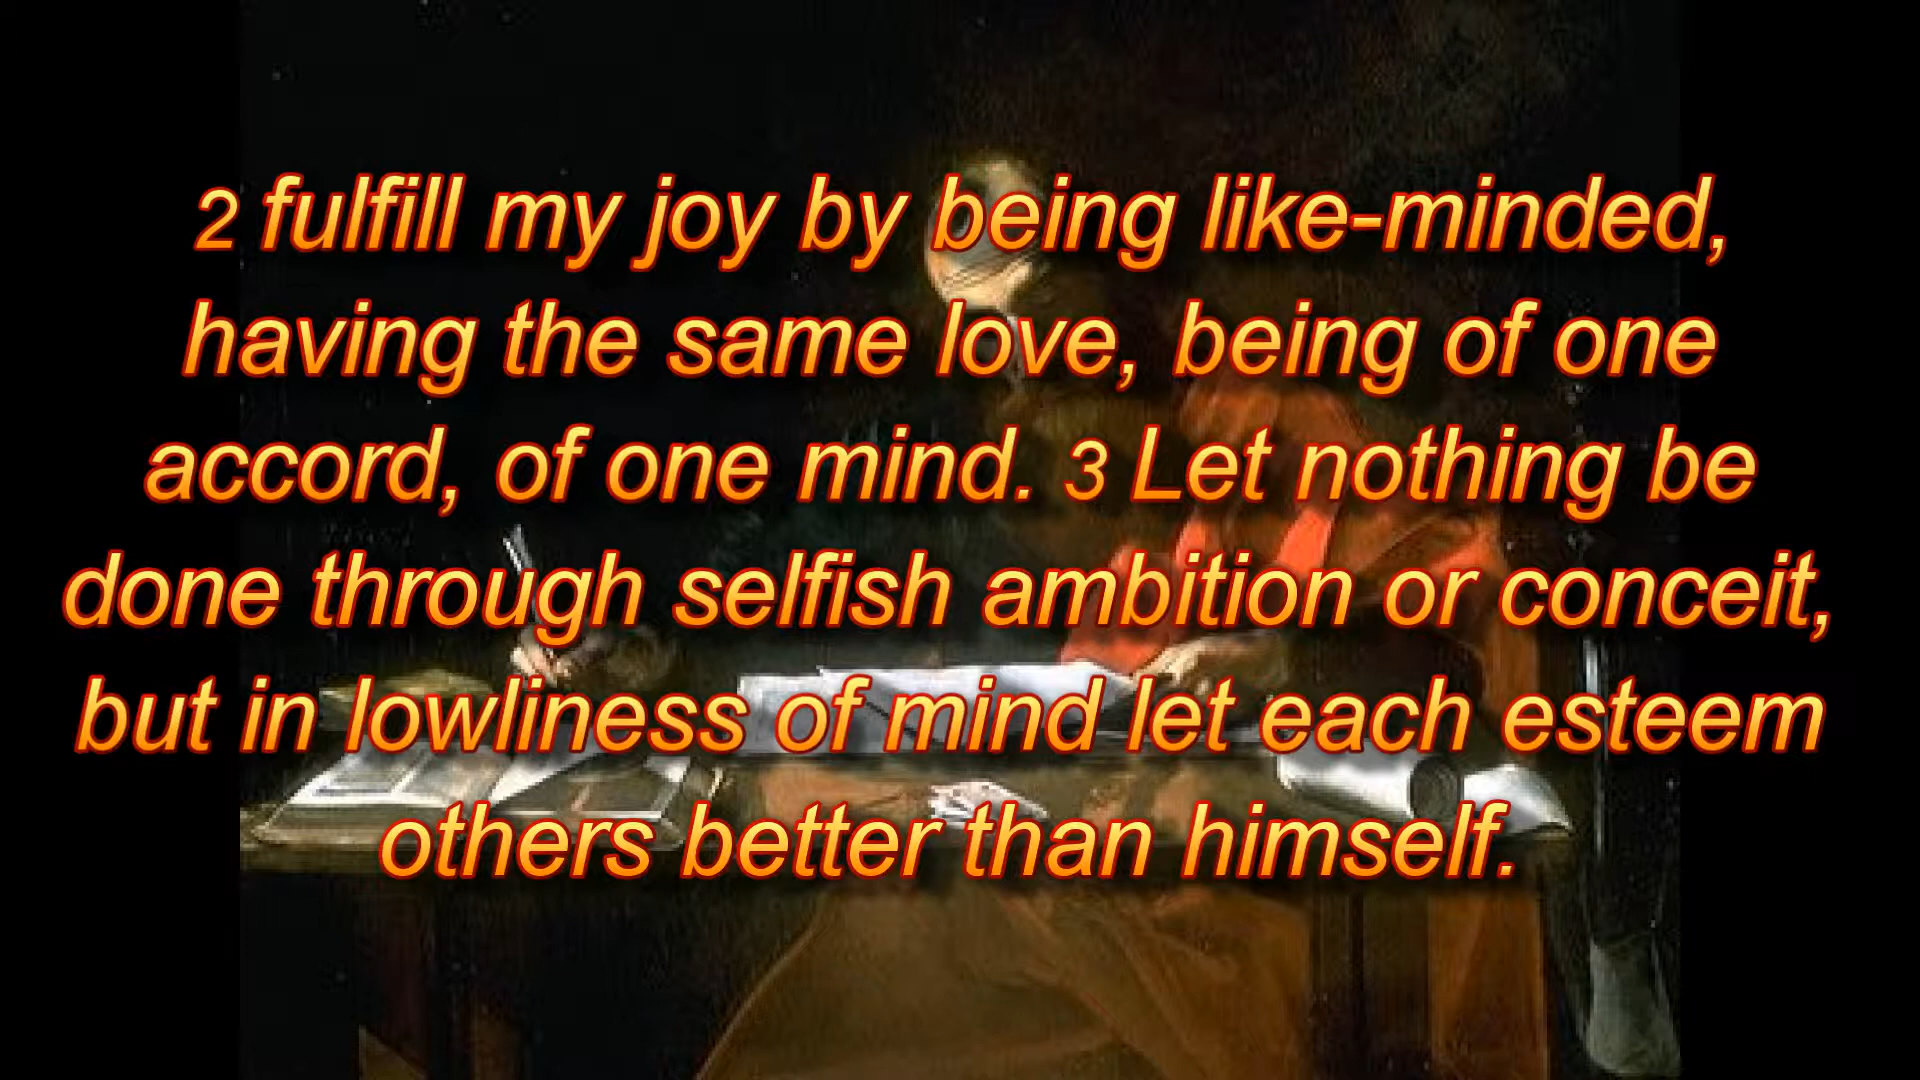 2 fulfill my joy by being like-minded,
having the same love, being of one
accord, of one mind. 3 Let nothing be
done through selfish ambition or conceit,
but in lowliness of mind let each esteem
others better than himself.